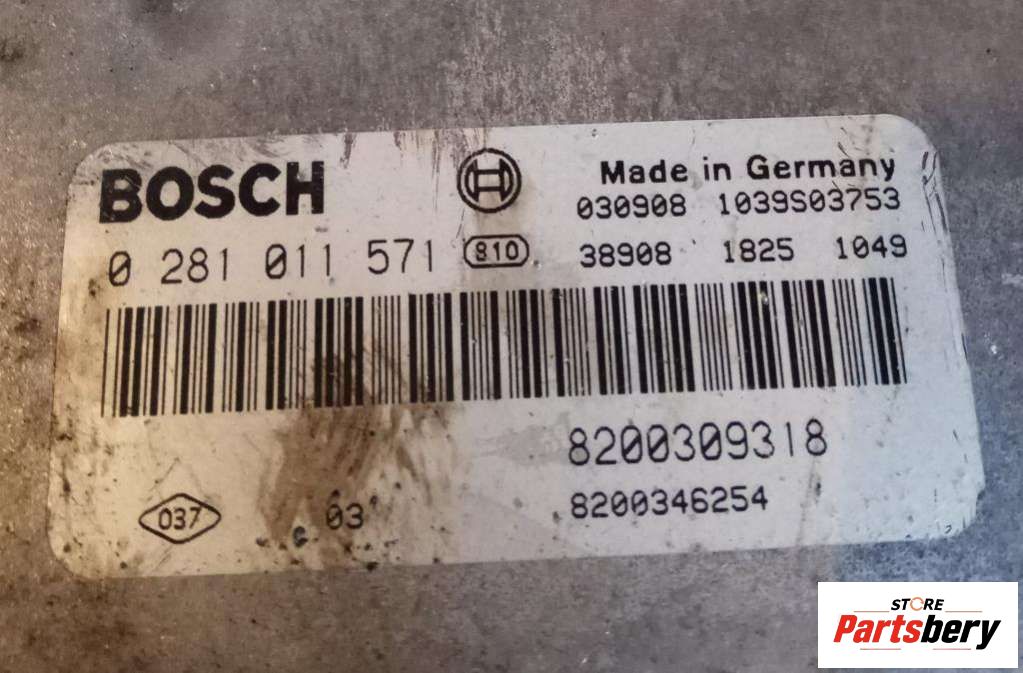 BOSCH
Made in Germany
030908 1039S03753
0 281 011 571 810 38908 1825 1049
8200309318
037 03 8200346254
STORE
Partsbery